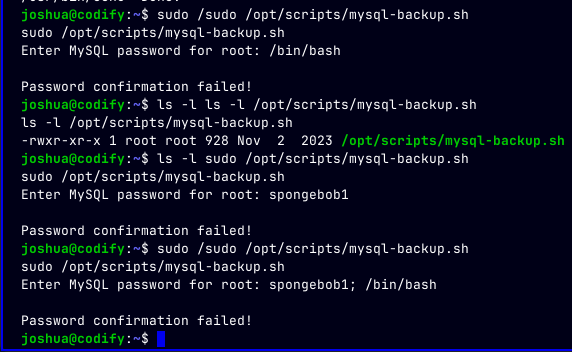 joshua@codify:~$ sudo /sudo /opt/scripts/mysql-backup.sh
sudo /opt/scripts/mysql-backup.sh
Enter MySQL password for root: /bin/bash
Password confirmation failed!
joshua@codify:~$ ls -l ls -l /opt/scripts/mysql-backup.sh
ls -l /opt/scripts/mysql-backup.sh
-rwxr-xr-x 1 root root 928 Nov  2  2023 /opt/scripts/mysql-backup.sh
joshua@codify:~$ ls -l sudo /opt/scripts/mysql-backup.sh
sudo /opt/scripts/mysql-backup.sh
Enter MySQL password for root: spongebob1
Password confirmation failed!
joshua@codify:~$ sudo /sudo /opt/scripts/mysql-backup.sh
sudo /opt/scripts/mysql-backup.sh
Enter MySQL password for root: spongebob1; /bin/bash
Password confirmation failed!
joshua@codify:~$